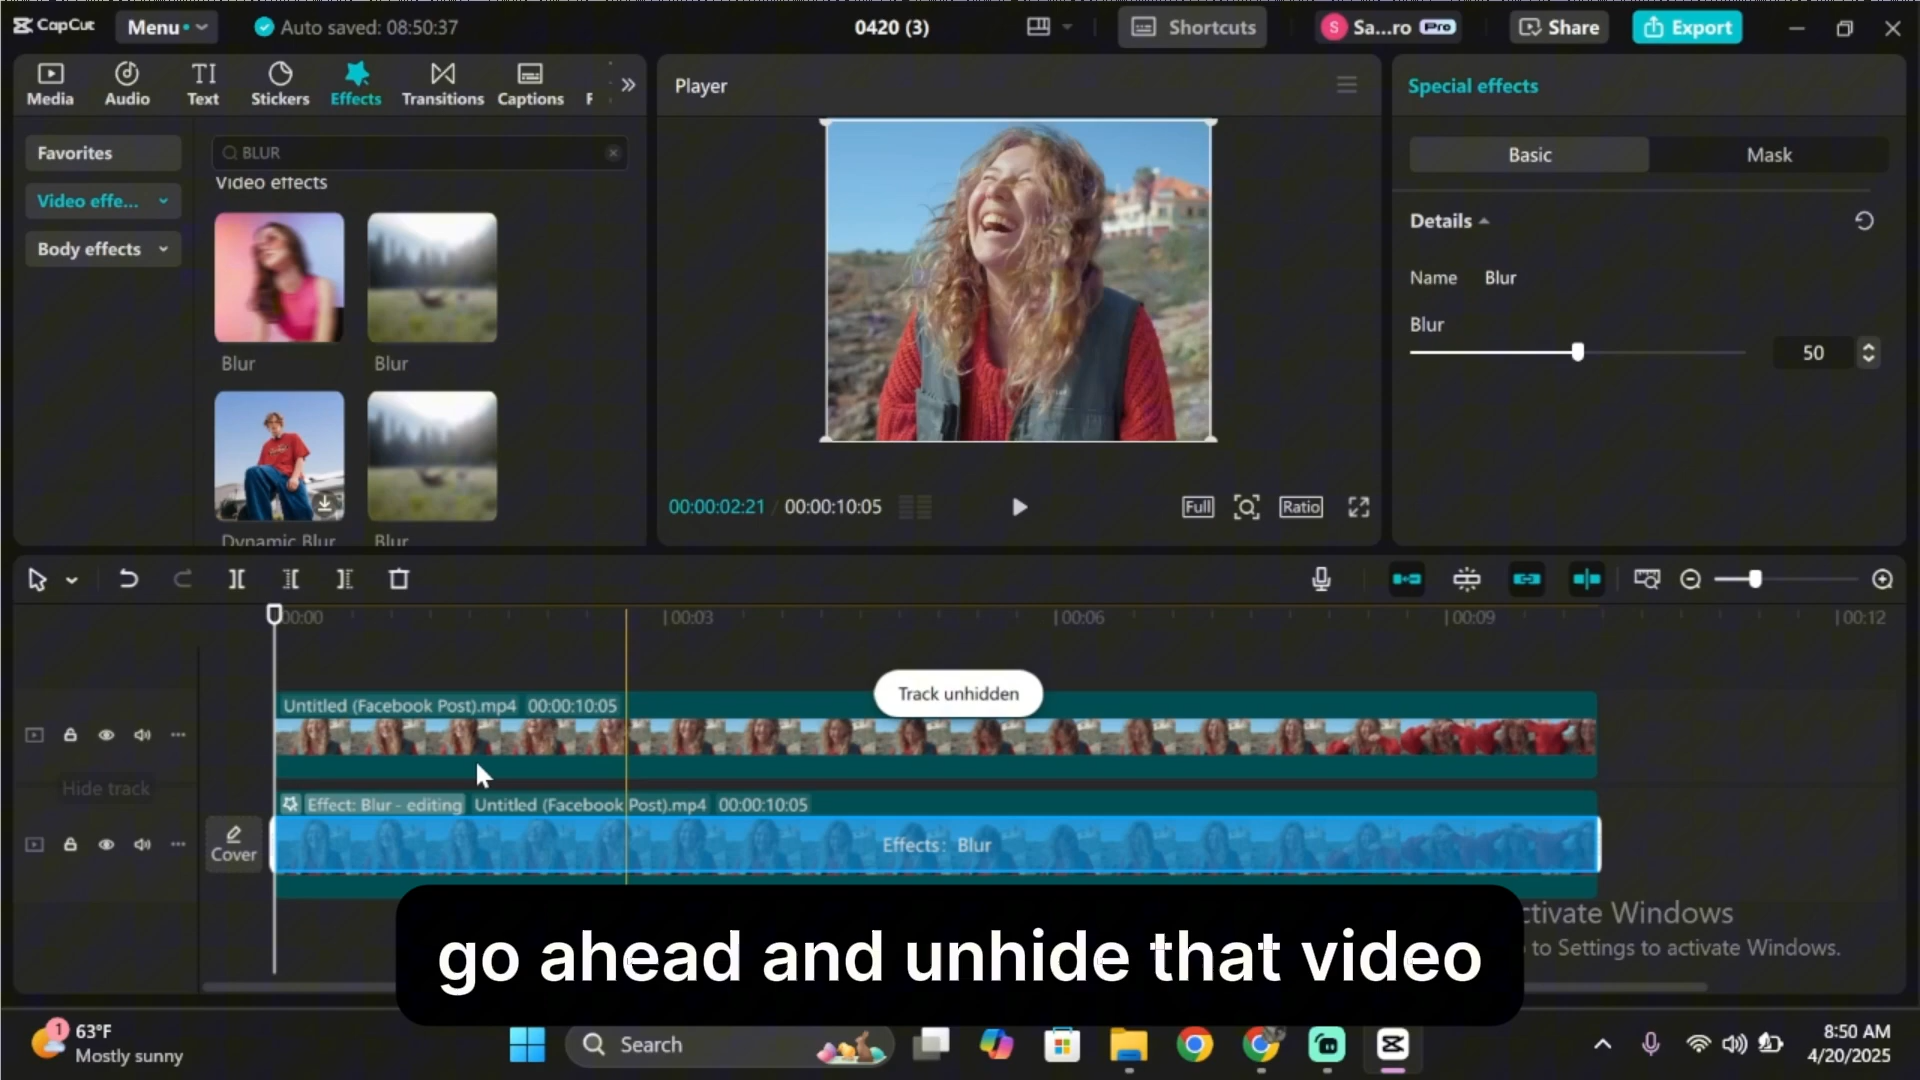 CapCut
Menu
Auto saved: 08:50:37
0420 (3)
Shortcuts
S
Sa...ro
Pro
Share
Export
Media
Audio
TI
Text
Stickers
Effects
Transitions
Captions
F
Player
Special effects
Favorites
BLUR
Basic
Mask
Video effects
Video effe...
Details
Body effects
Name Blur
Blur
50
Blur
Blur
Dynamic Blur
Blur
00:00:02:21 / 00:00:10:05
Full
Ratio
00:00
00:03
00:06
00:09
00:12
Track unhidden
Untitled (Facebook Post).mp4 00:00:10:05
Hide track
Effect: Blur - editing Untitled (Facebook Post).mp4 00:00:10:05
Cover
Effects: Blur
ctivate Windows
to Settings to activate Windows.
go ahead and unhide that video
1
63°F
Mostly sunny
Search
8:50 AM
4/20/2025